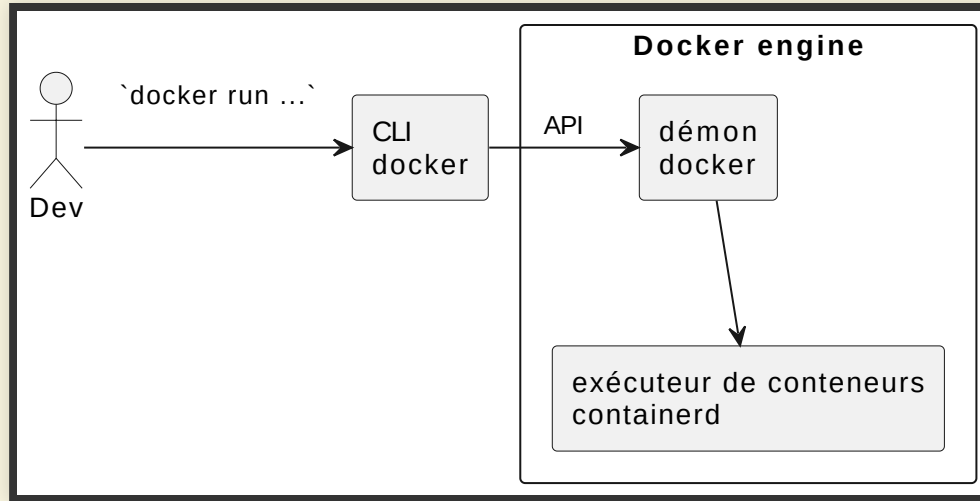 Docker engine
`docker run ...`
CLI
docker
API
démon
docker
Dev
exécuteur de conteneurs
containerd